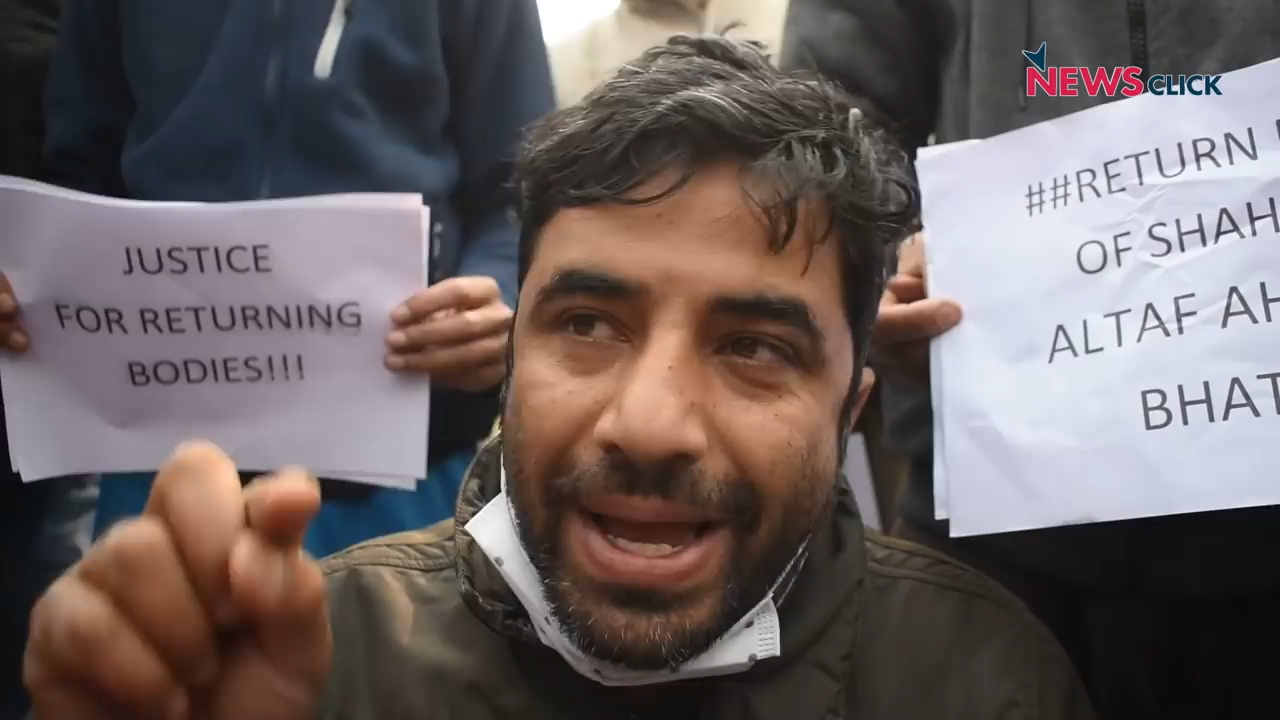 NEWSCLICK
JUSTICE
FOR RETURNING
BODIES!!!
##RETURN
OF SHAH
ALTAF AH
BHAT